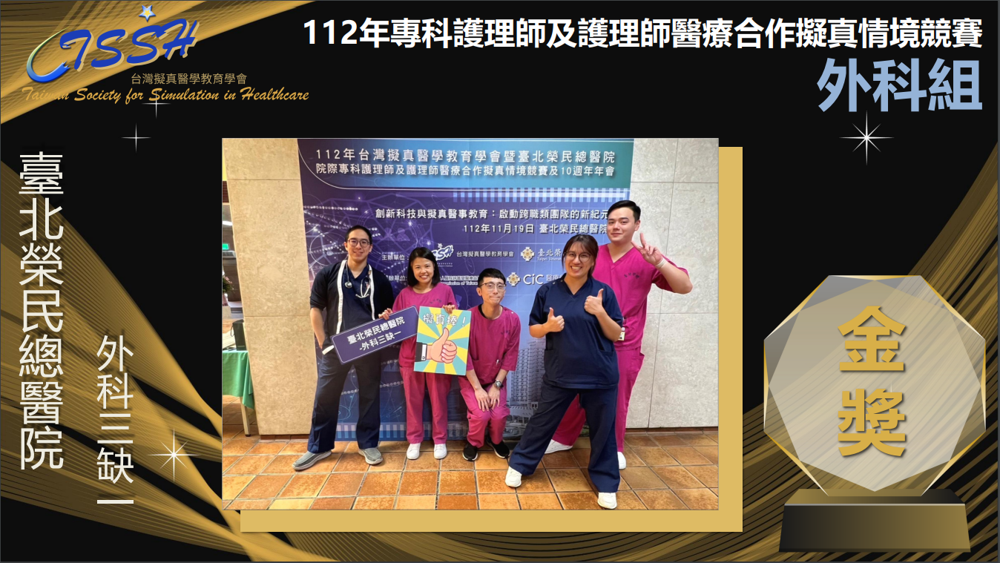 TSSH
台灣擬真醫學教育學會
Taiwan Society for Simulation in Healthcare
112年專科護理師及護理師醫療合作擬真情境競賽
外科組
臺北榮民總醫院
外科三缺一
112年台灣擬真醫學教育學會暨臺北榮民總醫院
院際專科護理師及護理師醫療合作擬真情境競賽及10週年年會
創新科技與擬真醫事教育：啟動跨職類團隊的新紀元
112年11月19日 臺北榮民總醫院
主辦單位：
台灣擬真醫學教育學會
臺北榮
CiC
臺北榮民總醫院
-外科三缺一
擬真棒！
金
獎